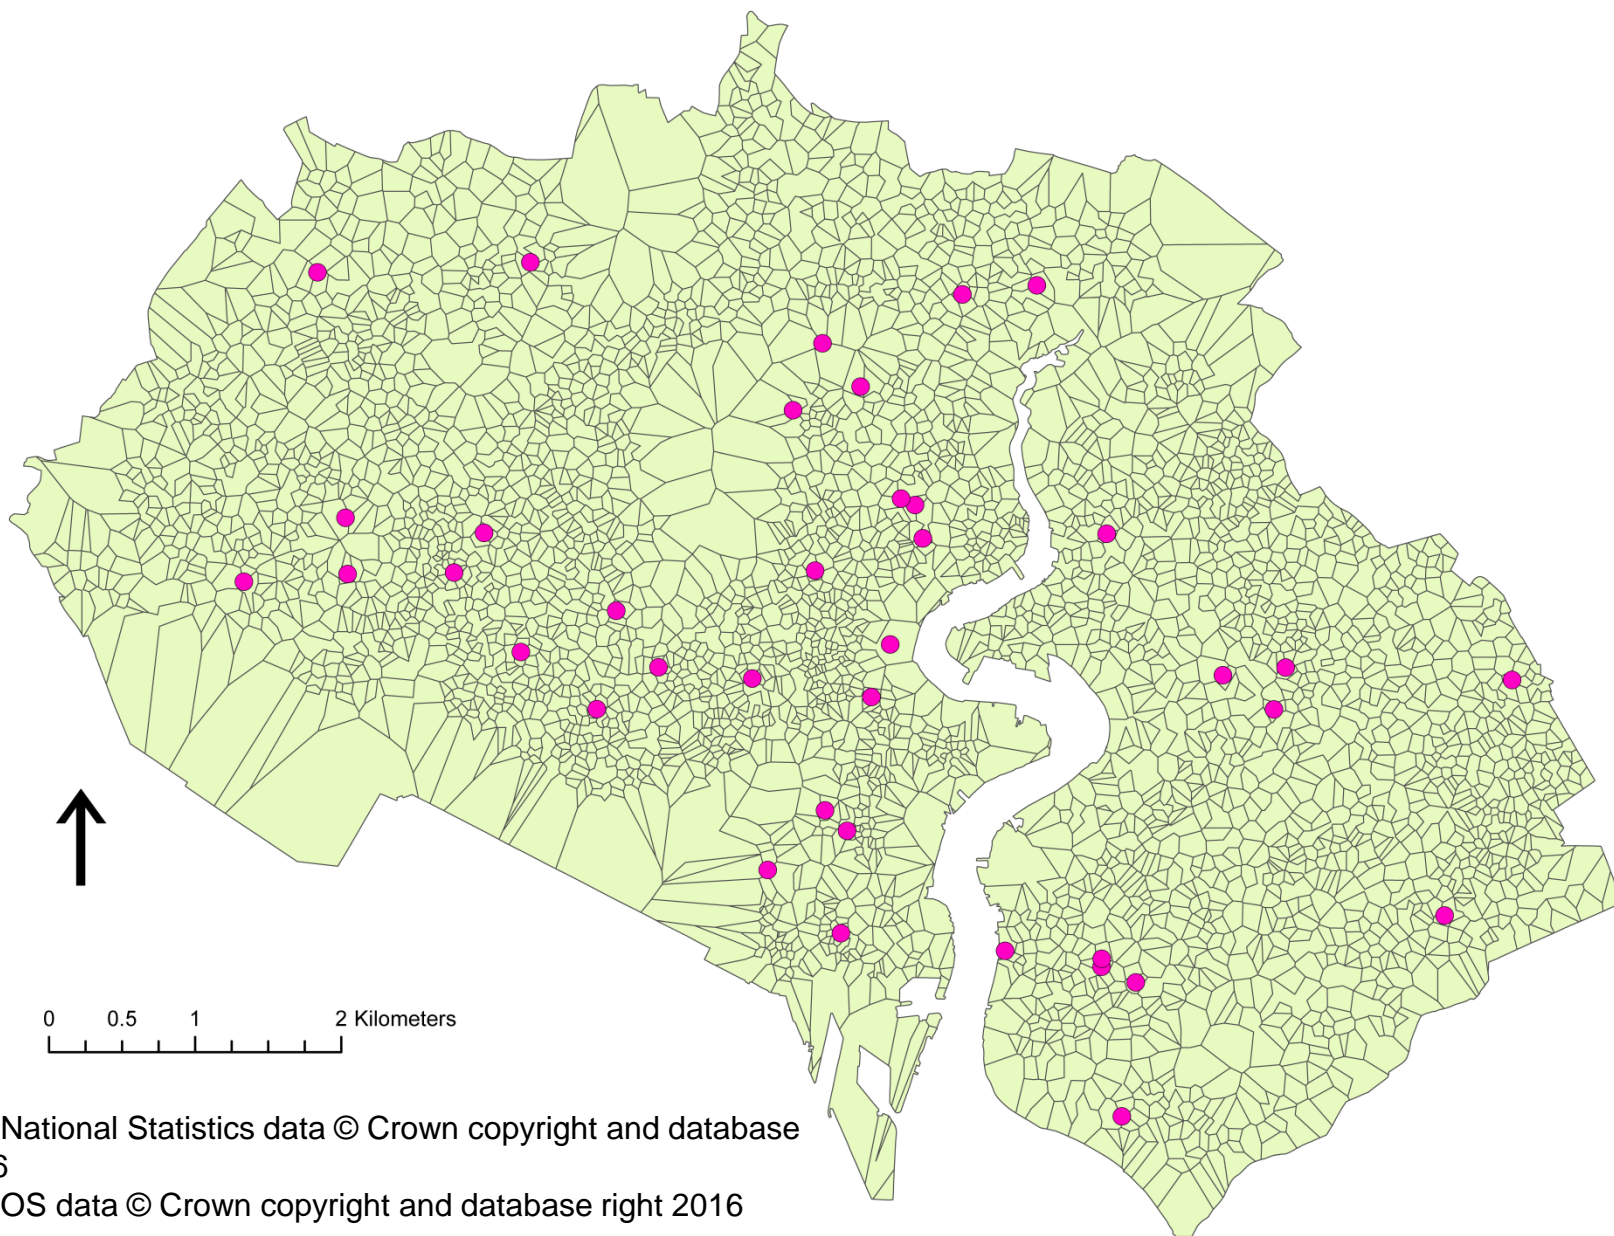 0 0.5 1 2 Kilometers
National Statistics data © Crown copyright and database
6
OS data © Crown copyright and database right 2016